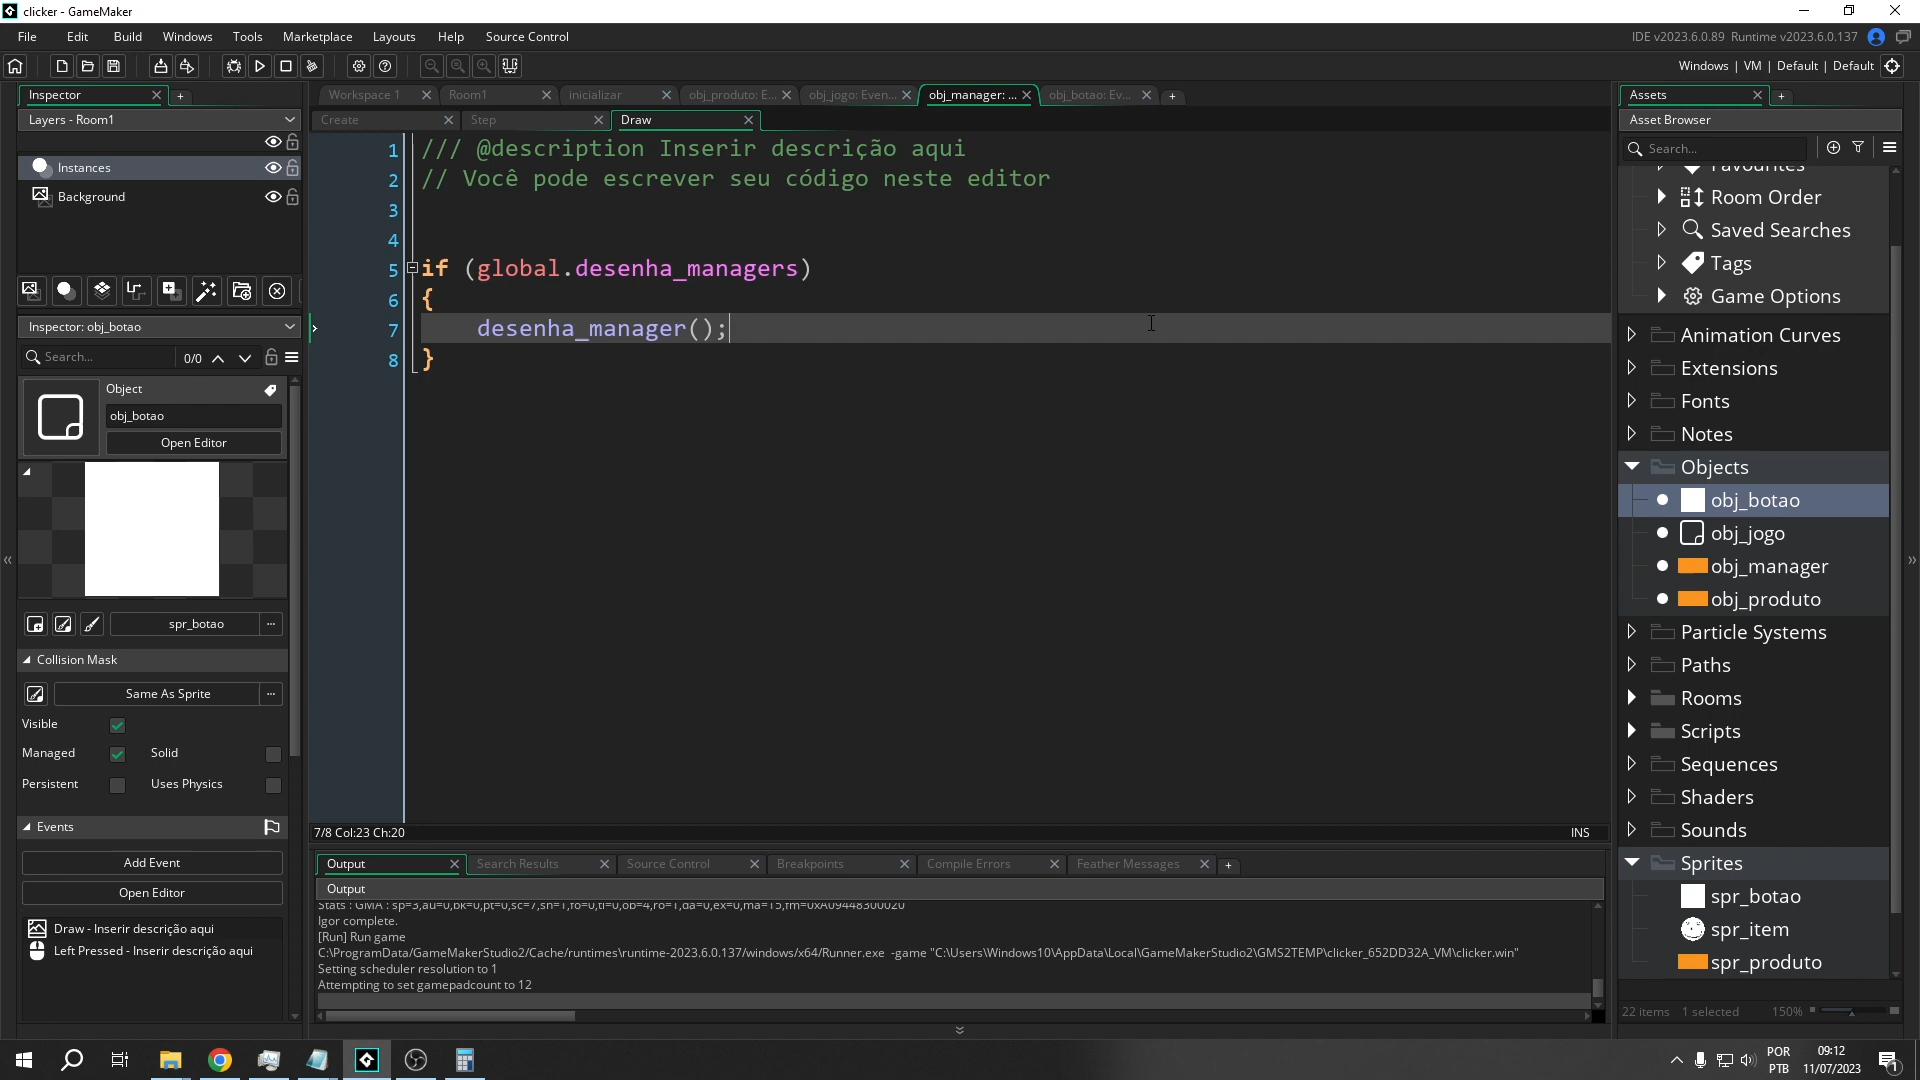 clicker - GameMaker
File Edit Build Windows Tools Marketplace Layouts Help Source Control
IDE v2023.6.0.89 Runtime v2023.6.0.137
Windows | VM | Default | Default
Inspector
Layers - Room1
Instances
Background
Inspector: obj_botao
Search... 0/0
Object
obj_botao
Open Editor
spr_botao
Collision Mask
Same As Sprite
Visible
Managed Solid
Persistent Uses Physics
Events
Add Event
Open Editor
Draw - Inserir descrição aqui
Left Pressed - Inserir descrição aqui
Workspace 1 Room1 inicializar obj_produto: E... obj_jogo: Even... obj_manager: ... obj_botao: Ev...
Create Step Draw
1 /// @description Inserir descrição aqui
2 // Você pode escrever seu código neste editor
3
4
5 if (global.desenha_managers)
6 {
7 desenha_manager();
8 }
7/8 Col:23 Ch:20 INS
Output Search Results Source Control Breakpoints Compile Errors Feather Messages
Output
Igor complete.
[Run] Run game
C:\ProgramData/GameMakerStudio2/Cache/runtimes\runtime-2023.6.0.137/windows/x64/Runner.exe -game "C:\Users\Windows10\AppData\Local\GameMakerStudio2\GMS2TEMP\clicker_652DD32A_VM\clicker.win"
Setting scheduler resolution to 1
Attempting to set gamepadcount to 12
Assets
Asset Browser
Search...
Favourites
Room Order
Saved Searches
Tags
Game Options
Animation Curves
Extensions
Fonts
Notes
Objects
obj_botao
obj_jogo
obj_manager
obj_produto
Particle Systems
Paths
Rooms
Scripts
Sequences
Shaders
Sounds
Sprites
spr_botao
spr_item
spr_produto
22 items 1 selected 150%
POR
PTB
09:12
11/07/2023
1